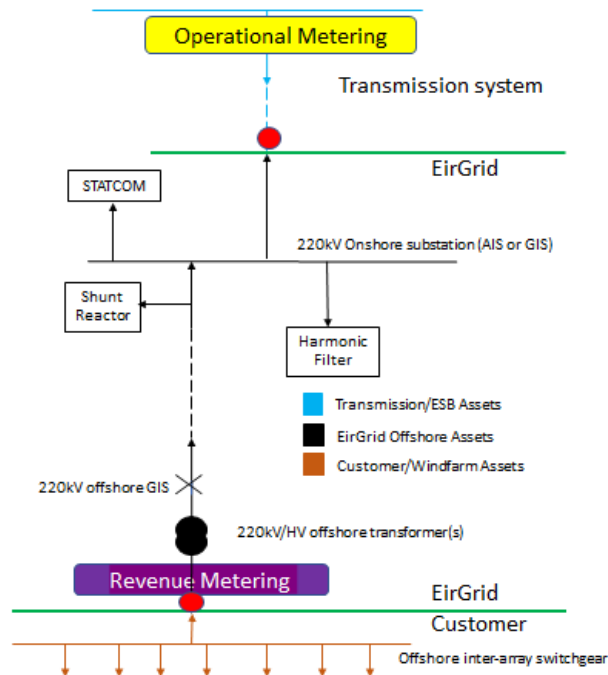 Operational Metering
Transmission system
EirGrid
STATCOM
220kV Onshore substation (AIS or GIS)
Shunt
Reactor
Harmonic
Filter
Transmission/ESB Assets
EirGrid Offshore Assets
Customer/Windfarm Assets
220kV offshore GIS
220kV/HV offshore transformer(s)
Revenue Metering
EirGrid
Customer
Offshore inter-array switchgear